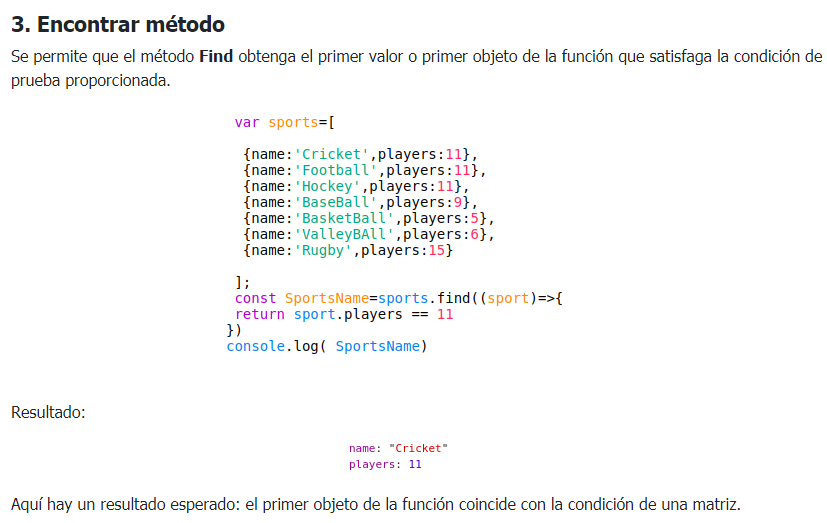 3. Encontrar método
Se permite que el método Find obtenga el primer valor o primer objeto de la función que satisfaga la condición de
prueba proporcionada.
var sports=[
{name:'Cricket',players:11},
{name:'Football',players:11},
{name:'Hockey',players:11},
{name:'BaseBall',players:9},
{name:'BasketBall',players:5},
{name:'ValleyBAll',players:6},
{name:'Rugby',players:15}
];
const SportsName=sports.find((sport)=>{
return sport.players == 11
})
console.log( SportsName)
Resultado:
name: "Cricket"
players: 11
Aquí hay un resultado esperado: el primer objeto de la función coincide con la condición de una matriz.